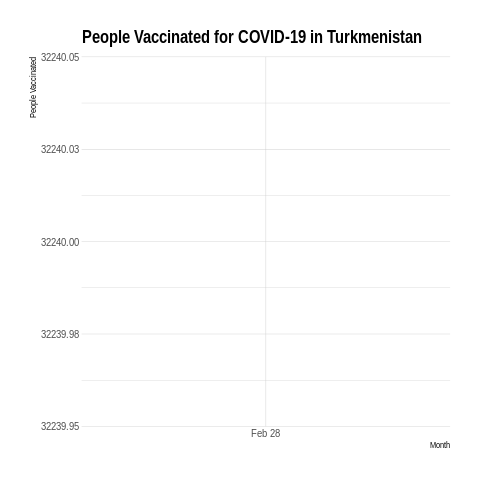 People Vaccinated for COVID-19 in Turkmenistan
People Vaccinated
32240.05
32240.03
32240.00
32239.98
32239.95
Feb 28
Month